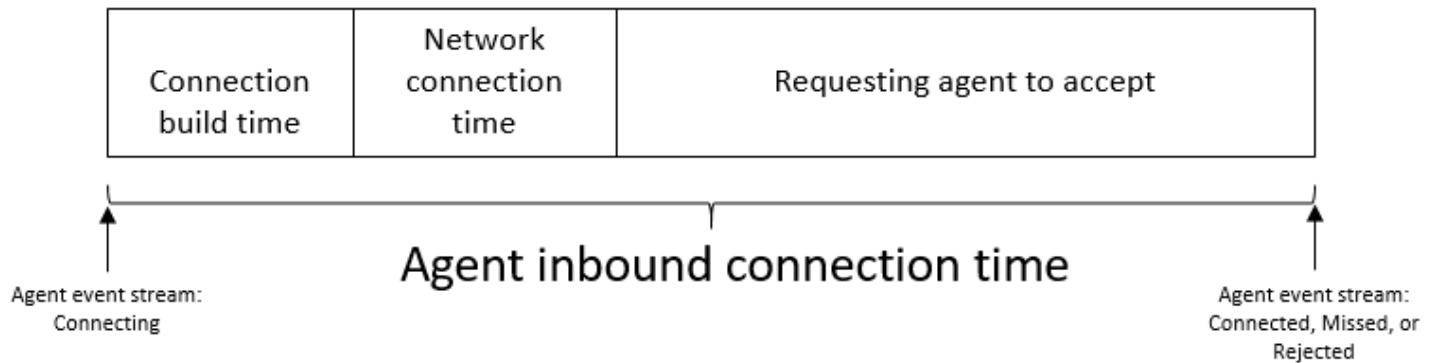 Connection
build time
Network
connection
time
Requesting agent to accept
Agent inbound connection time
Agent event stream:
Connecting
Agent event stream:
Connected, Missed, or
Rejected